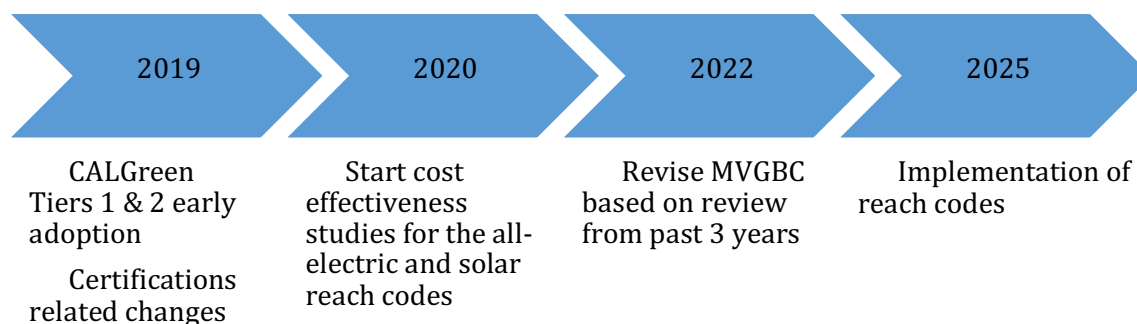 2019
2020
2022
2025
CALGreen
Tiers 1 & 2 early
adoption
Certifications
related changes
Start cost
effectiveness
studies for the all-
electric and solar
reach codes
Revise MVGBC
based on review
from past 3 years
Implementation of
reach codes